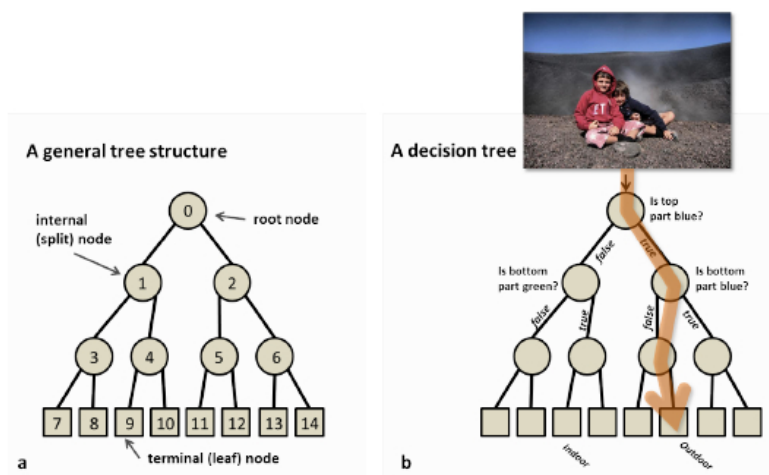 A general tree structure
0
root node
internal
(split) node
1
2
3
4
5
6
7
8
9
10
11
12
13
14
terminal (leaf) node
a
A decision tree
Is top
part blue?
false
true
Is bottom
part green?
Is bottom
part blue?
false
true
false
true
Indoor
Outdoor
b